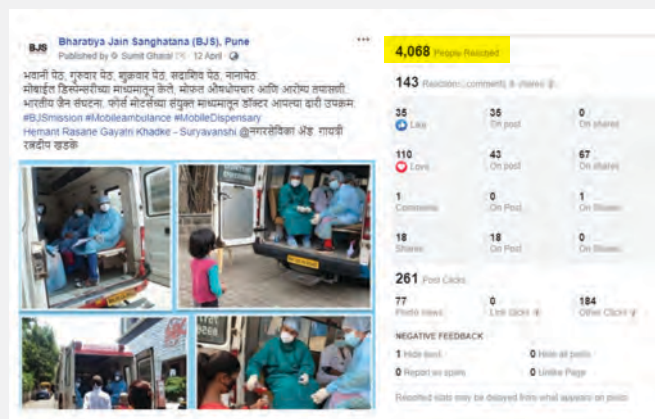 BJS
Bharatiya Jain Sanghatana (BJS), Pune
Published by Sumit Gharal · 12 April
भवानी पेठ, गुरुवार पेठ, शुक्रवार पेठ, सदाशिव पेठ, नानापेठ
मोबाईल डिस्पेन्सरीच्या माध्यमातून केले, मोफत औषधोपचार आणि आरोग्य तपासणी.
भारतीय जैन संघटना, फोर्स मोटर्सच्या संयुक्त माध्यमातून डॉक्टर आपल्या दारी उपक्रम.
#BJSmission #Mobileambulance #MobileDispensary
Hemant Rasane Gayatri Khadke - Suryavanshi @नगरसेविका अॅड. गायत्री
रत्नदीप खडके
4,068 People Reached
143 Reactions, comments & shares
35 35 0
Like On post On shares
110 43 67
Love On post On shares
1 0 1
Comments On Post On Shares
18 18 0
Shares On Post On Shares
261 Post Clicks
77 0 184
Photo views Link clicks Other Clicks
NEGATIVE FEEDBACK
1 Hide post 0 Hide all posts
0 Report as spam 0 Unlike Page
Reported stats may be delayed from what appears on posts